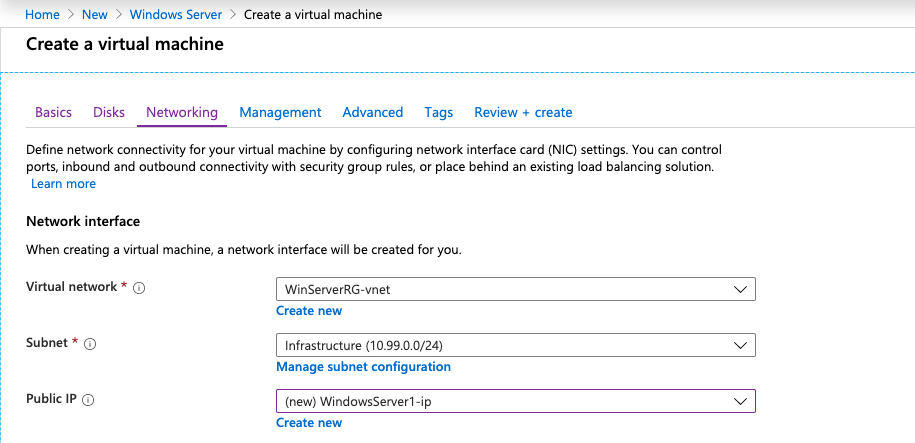 Home > New > Windows Server > Create a virtual machine
Create a virtual machine
Basics Disks Networking Management Advanced Tags Review + create
Define network connectivity for your virtual machine by configuring network interface card (NIC) settings. You can control
ports, inbound and outbound connectivity with security group rules, or place behind an existing load balancing solution.
Learn more
Network interface
When creating a virtual machine, a network interface will be created for you.
Virtual network * WinServerRG-vnet
Create new
Subnet * Infrastructure (10.99.0.0/24)
Manage subnet configuration
Public IP (new) WindowsServer1-ip
Create new